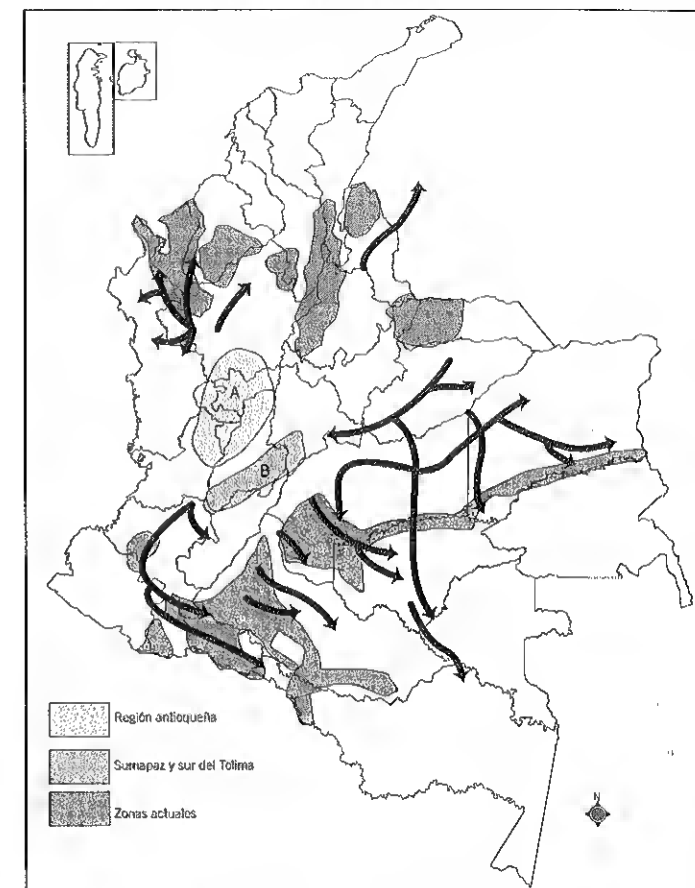 A
B
Región antioqueña
Sumapaz y sur del Tolima
Zonas actuales
N